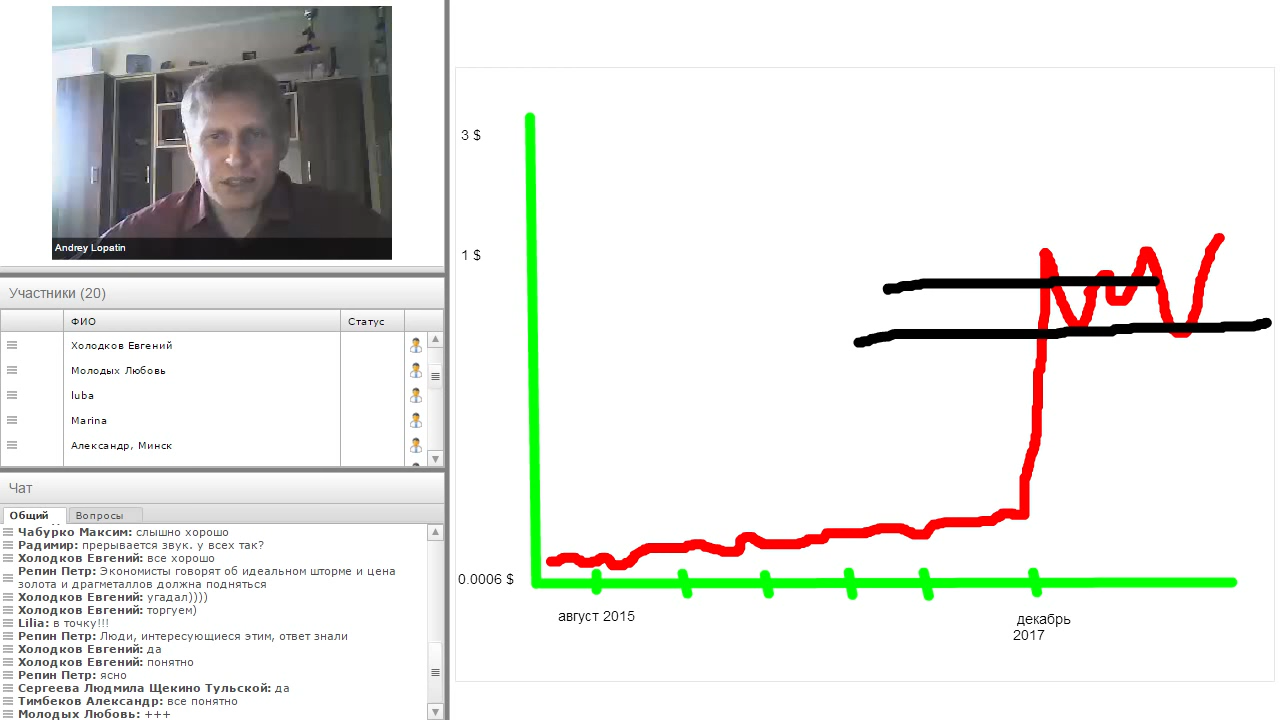 Andrey Lopatin
Участники (20)
ФИО
Статус
Холодков Евгений
Молодых Любовь
luba
Marina
Александр, Минск
Чат
Общий
Вопросы
Чабурко Максим: слышно хорошо
Радимир: прерывается звук. у всех так?
Холодков Евгений: все хорошо
Репин Петр: Экономисты говорят об идеальном шторме и цена
золота и драгметаллов должна подняться
Холодков Евгений: угадал))))
Холодков Евгений: торгуем)
Lilia: в точку!!!
Репин Петр: Люди, интересующиеся этим, ответ знали
Холодков Евгений: да
Холодков Евгений: понятно
Репин Петр: ясно
Сергеева Людмила Щекино Тульской: да
Тимбеков Александр: все понятно
Молодых Любовь: +++
3 $
1 $
0.0006 $
август 2015
декабрь
2017